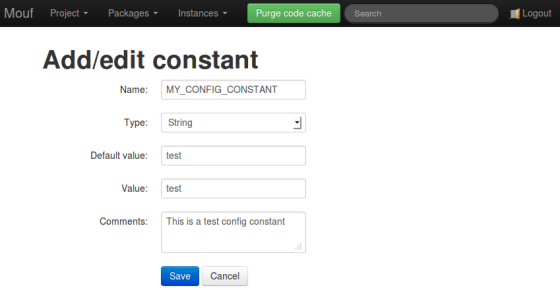 Mouf Project Packages Instances Purge code cache Search Logout
Add/edit constant
Name: MY_CONFIG_CONSTANT
Type: String
Default value: test
Value: test
Comments: This is a test config constant
Save Cancel